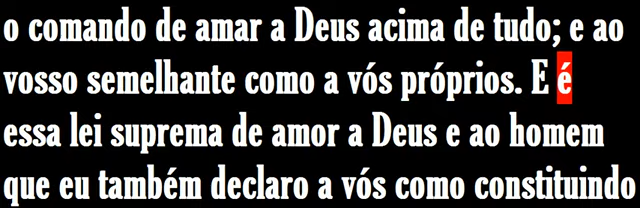 o comando de amar a Deus acima de tudo; e ao
vosso semelhante como a vós próprios. E é
essa lei suprema de amor a Deus e ao homem
que eu também declaro a vós como constituindo